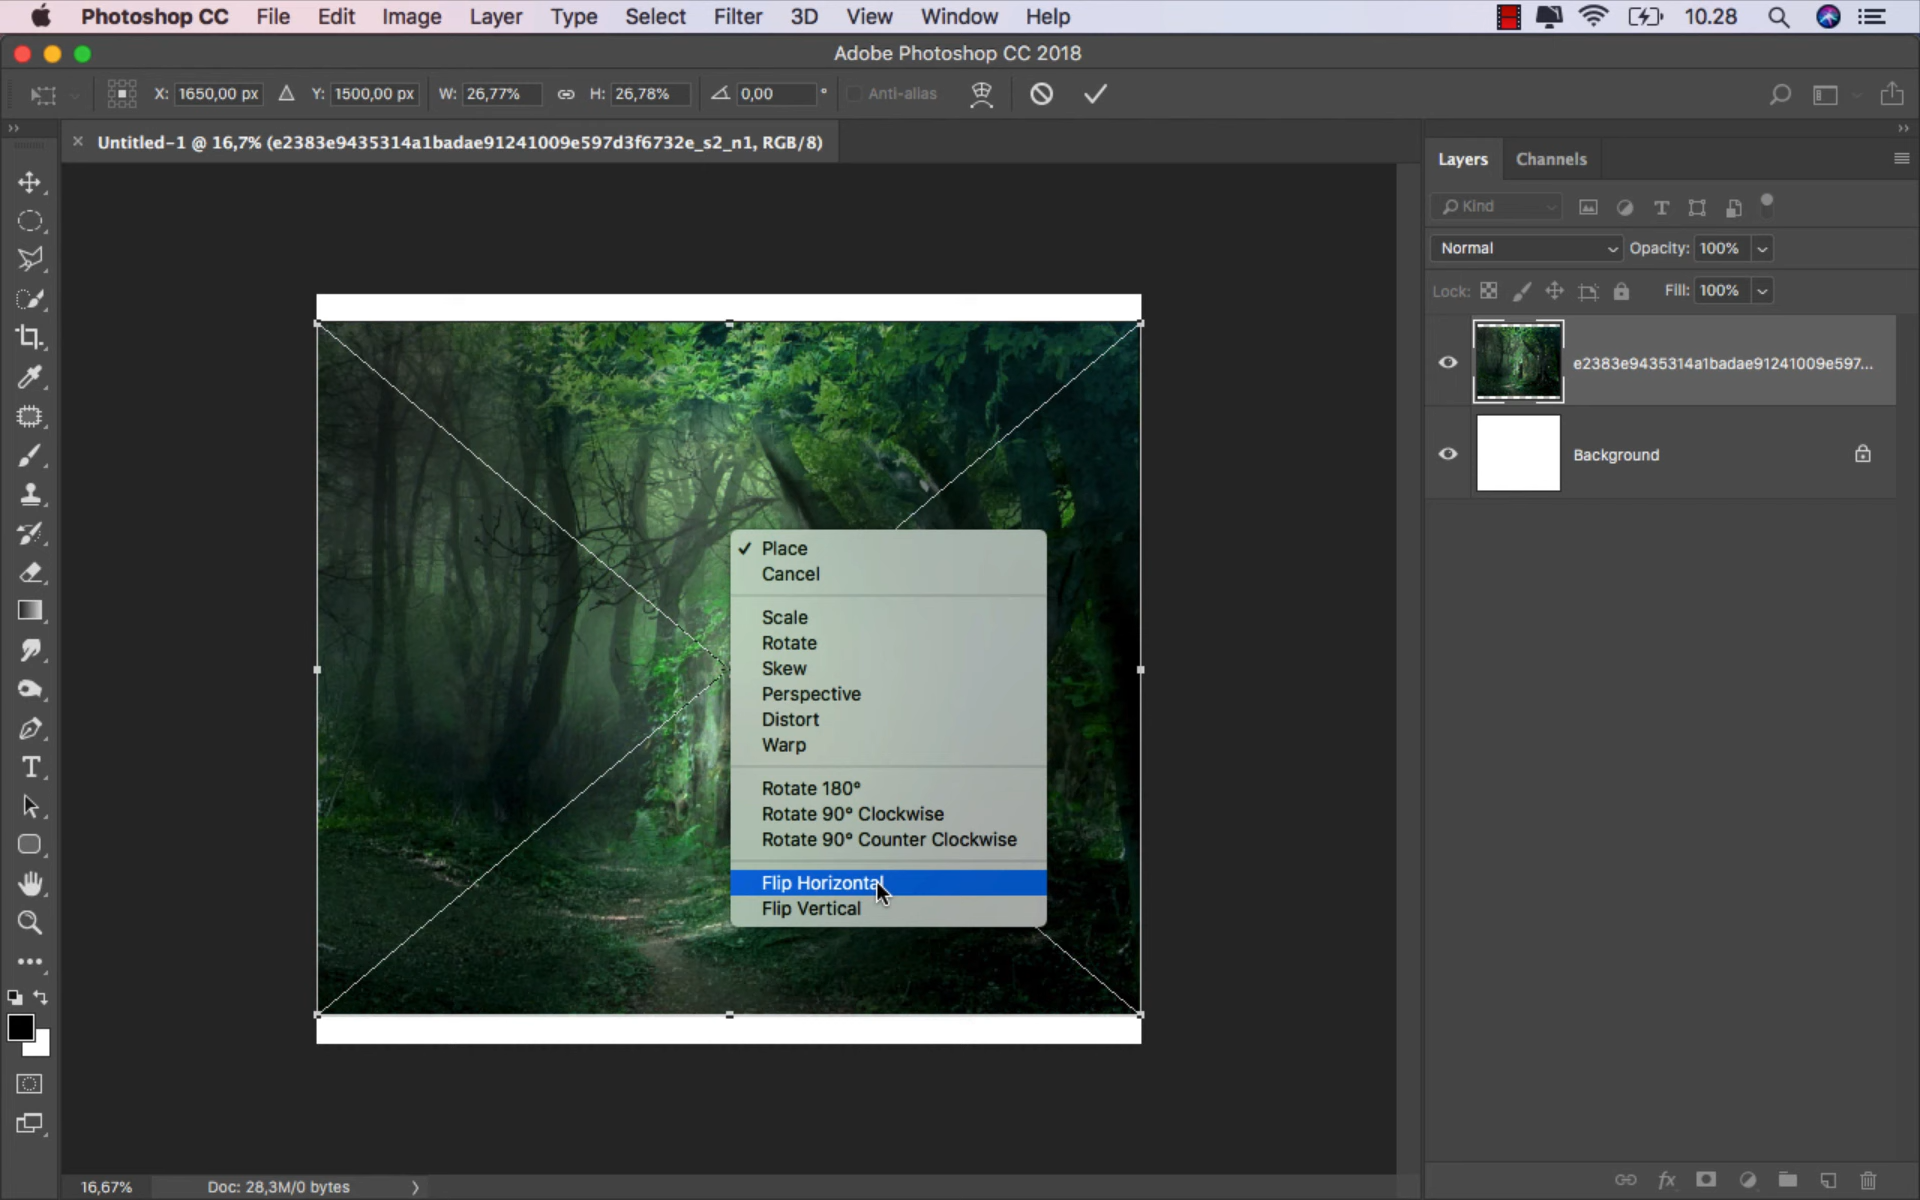 Photoshop CC File Edit Image Layer Type Select Filter 3D View Window Help 10.28
Adobe Photoshop CC 2018
X: 1650,00 px Y: 1500,00 px W: 26,77% H: 26,78% 0,00 ° Anti-alias
Untitled-1 @ 16,7% (e2383e9435314a1badae91241009e597d3f6732e_s2_n1, RGB/8)
Layers Channels
Kind
Normal Opacity: 100%
Lock: Fill: 100%
e2383e9435314a1badae91241009e597...
Background
Place
Cancel
Scale
Rotate
Skew
Perspective
Distort
Warp
Rotate 180°
Rotate 90° Clockwise
Rotate 90° Counter Clockwise
Flip Horizontal
Flip Vertical
16,67% Doc: 28,3M/0 bytes